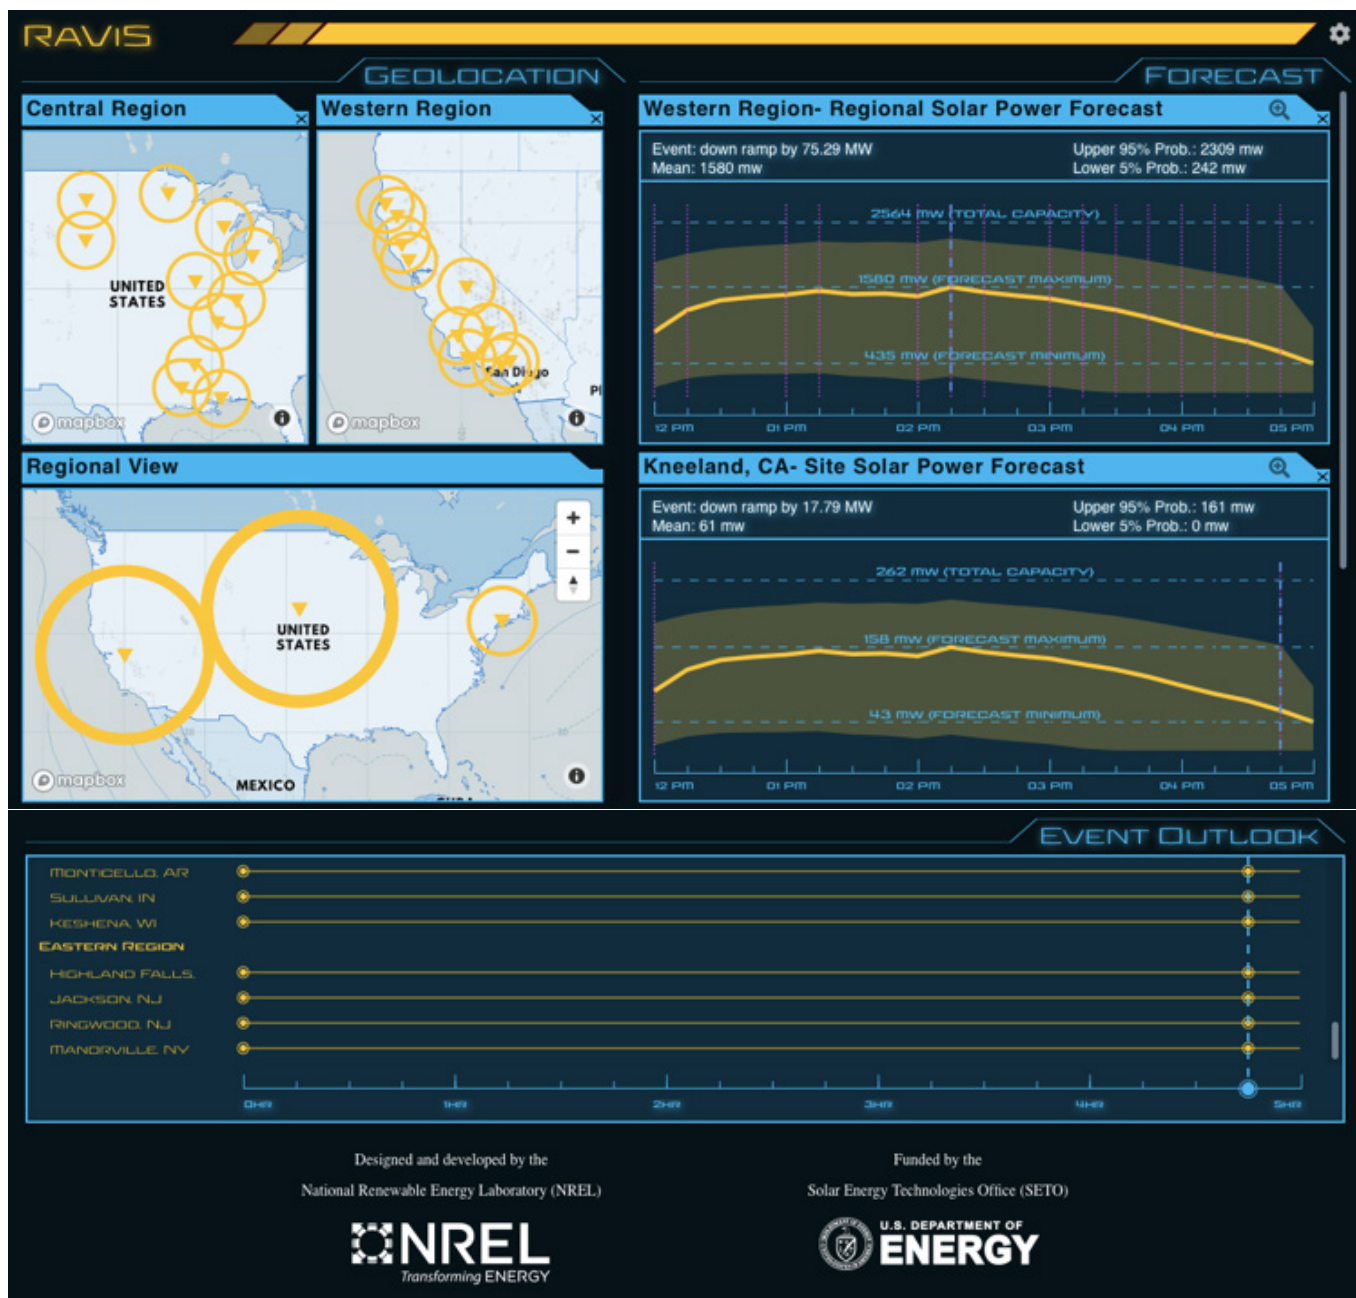 RAVIS
GEOLOCATION
FORECAST
Central Region
Western Region
Western Region- Regional Solar Power Forecast
Event: down ramp by 75.29 MW
Mean: 1580 mw
Upper 95% Prob.: 2309 mw
Lower 5% Prob.: 242 mw
2564 MW (TOTAL CAPACITY)
1580 MW (FORECAST MAXIMUM)
435 MW (FORECAST MINIMUM)
12 PM 01 PM 02 PM 03 PM 04 PM 05 PM
UNITED
STATES
mapbox
San Diego
mapbox
Regional View
UNITED
STATES
MEXICO
mapbox
Kneeland, CA- Site Solar Power Forecast
Event: down ramp by 17.79 MW
Mean: 61 mw
Upper 95% Prob.: 161 mw
Lower 5% Prob.: 0 mw
262 MW (TOTAL CAPACITY)
158 MW (FORECAST MAXIMUM)
43 MW (FORECAST MINIMUM)
12 PM 01 PM 02 PM 03 PM 04 PM 05 PM
EVENT OUTLOOK
MONTICELLO, AR
SULLIVAN, IN
KESHENA, WI
EASTERN REGION
HIGHLAND FALLS,
JACKSON, NJ
RINGWOOD, NJ
MANORVILLE, NY
0HR 1HR 2HR 3HR 4HR 5HR
Designed and developed by the
National Renewable Energy Laboratory (NREL)
NREL
Transforming ENERGY
Funded by the
Solar Energy Technologies Office (SETO)
U.S. DEPARTMENT OF
ENERGY